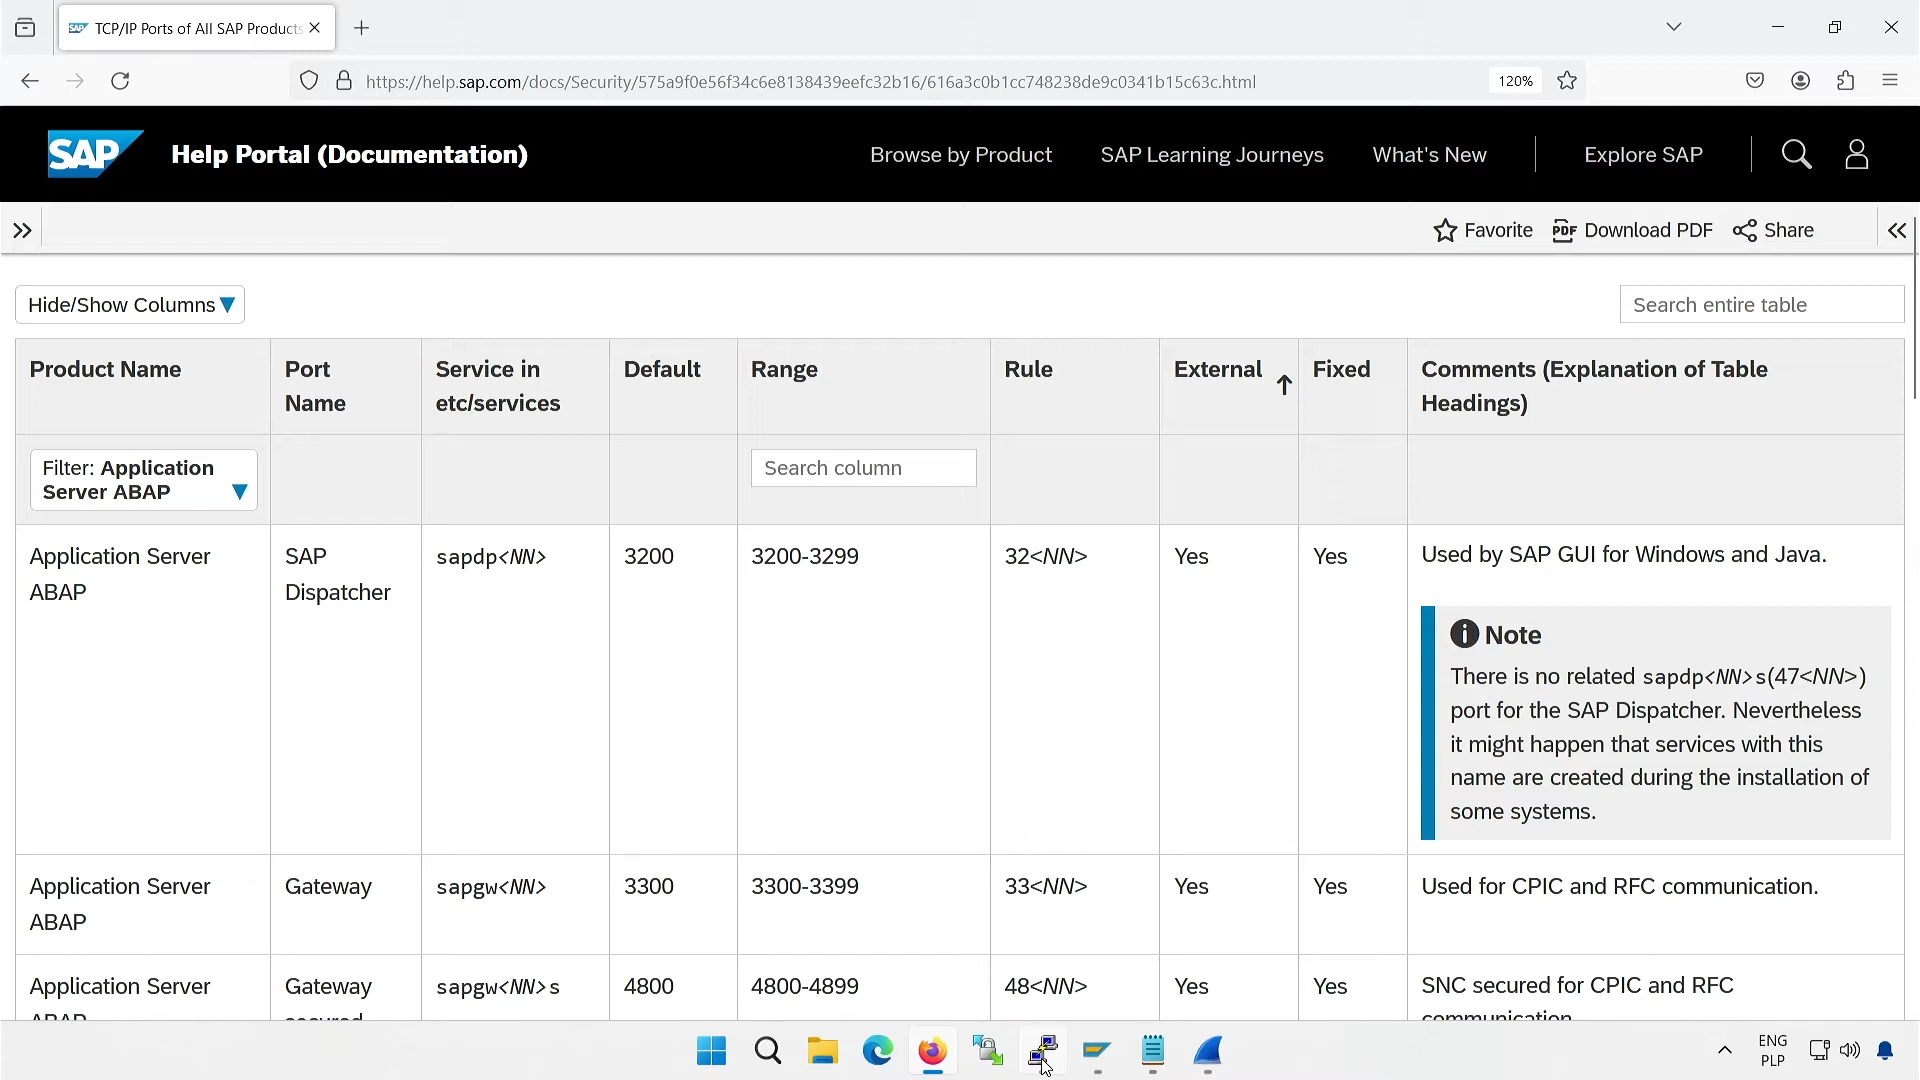 TCP/IP Ports of All SAP Products
https://help.sap.com/docs/Security/575a9f0e56f34c6e8138439eefc32b16/616a3c0b1cc748238de9c0341b15c63c.html
120%
SAP
Help Portal (Documentation)
Browse by Product
SAP Learning Journeys
What's New
Explore SAP
Favorite
PDF
Download PDF
Share
Hide/Show Columns
Search entire table
Product Name
Port
Name
Service in
etc/services
Default
Range
Rule
External
Fixed
Comments (Explanation of Table
Headings)
Filter: Application
Server ABAP
Search column
Application Server
ABAP
SAP
Dispatcher
sapdp<NN>
3200
3200-3299
32<NN>
Yes
Yes
Used by SAP GUI for Windows and Java.
Note
There is no related sapdp<NN>s(47<NN>)
port for the SAP Dispatcher. Nevertheless
it might happen that services with this
name are created during the installation of
some systems.
Application Server
ABAP
Gateway
sapgw<NN>
3300
3300-3399
33<NN>
Yes
Yes
Used for CPIC and RFC communication.
Application Server
ABAP
Gateway
secured
sapgw<NN>s
4800
4800-4899
48<NN>
Yes
Yes
SNC secured for CPIC and RFC
communication
ENG
PLP